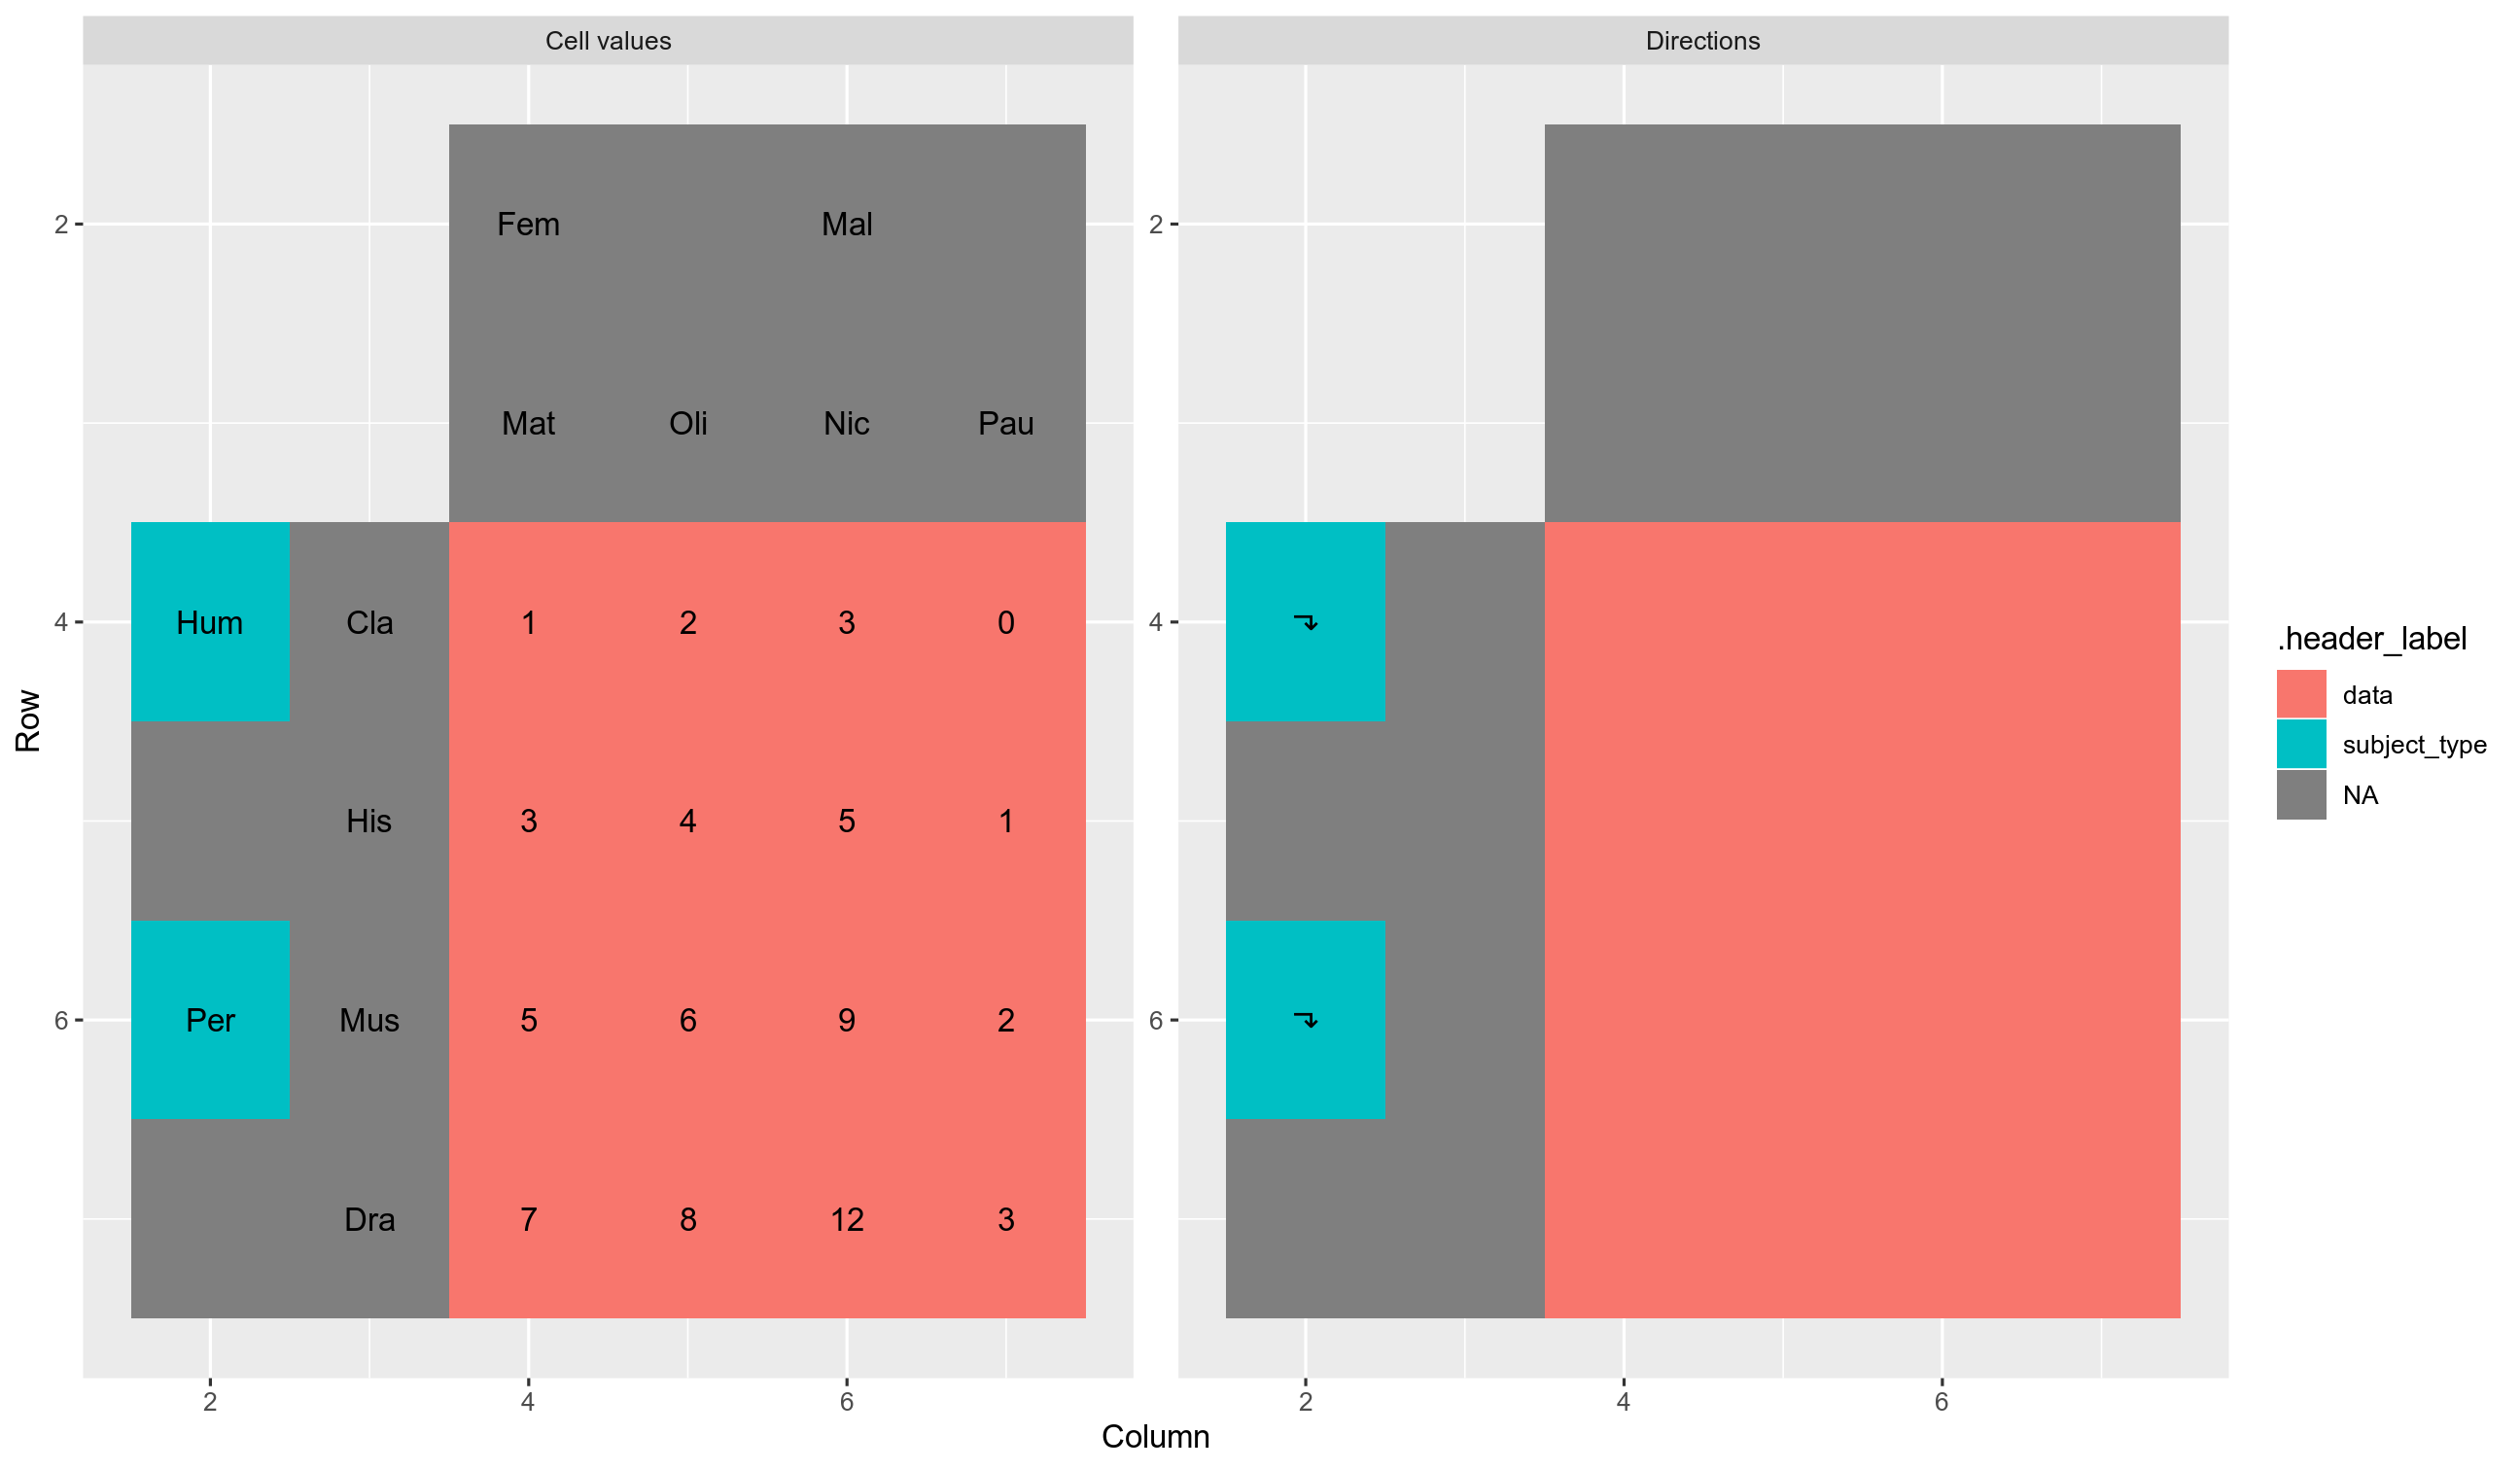 Cell values
Directions
Fem Mal
2
2
Mat Oli Nic Pau
4
Hum Cla 1 2 3 0
4
↴
His 3 4 5 1
6
Per Mus 5 6 9 2
6
↴
Dra 7 8 12 3
2 4 6
2 4 6
Row
Column
.header_label
data
subject_type
NA